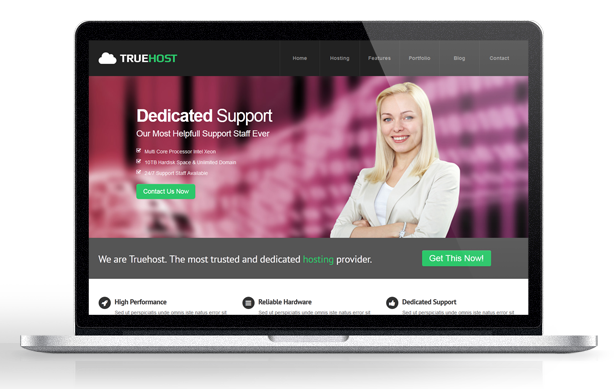 TRUEHOST
Home Hosting Features Portfolio Blog Contact
Dedicated Support
Our Most Helpfull Support Staff Ever
Multi Core Processor Intel Xeon
10TB Hardisk Space & Unlimited Domain
24/7 Support Staff Available
Contact Us Now
We are Truehost. The most trusted and dedicated hosting provider.
Get This Now!
High Performance
Sed ut perspiciatis unde omnis iste natus error sit
Reliable Hardware
Sed ut perspiciatis unde omnis iste natus error sit
Dedicated Support
Sed ut perspiciatis unde omnis iste natus error sit